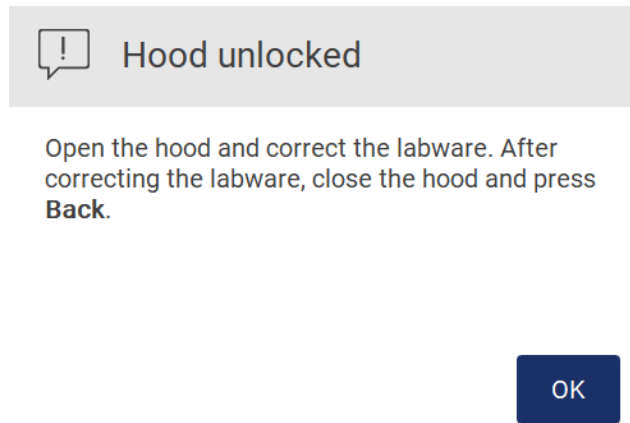 Hood unlocked
Open the hood and correct the labware. After
correcting the labware, close the hood and press
Back.
OK